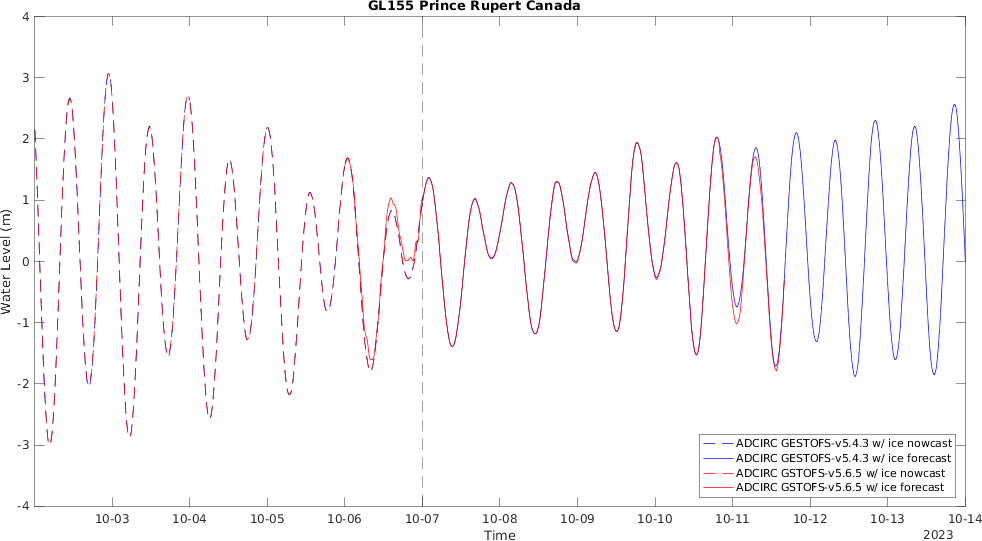 GL155 Prince Rupert Canada
4
3
2
1
0
-1
-2
-3
-4
Water Level (m)
ADCIRC GESTOFS-v5.4.3 w/ ice nowcast
ADCIRC GESTOFS-v5.4.3 w/ ice forecast
ADCIRC GSTOFS-v5.6.5 w/ ice nowcast
ADCIRC GSTOFS-v5.6.5 w/ ice forecast
10-03 10-04 10-05 10-06 10-07 10-08 10-09 10-10 10-11 10-12 10-13 10-14
Time
2023